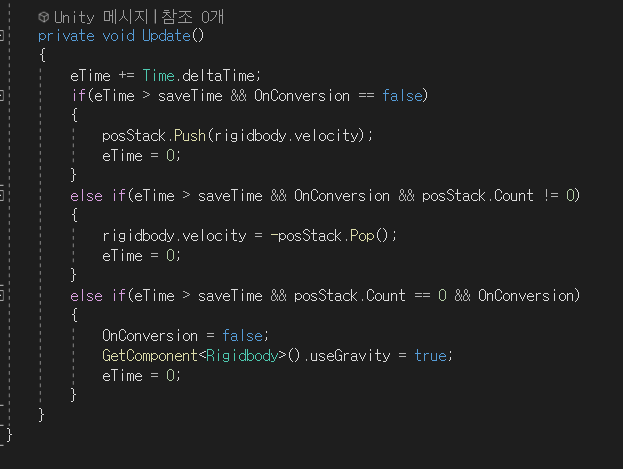 Unity 메시지|참조 0개
private void Update()
{
eTime += Time.deltaTime;
if(eTime > saveTime && OnConversion == false)
{
posStack.Push(rigidbody.velocity);
eTime = 0;
}
else if(eTime > saveTime && OnConversion && posStack.Count != 0)
{
rigidbody.velocity = -posStack.Pop();
eTime = 0;
}
else if(eTime > saveTime && posStack.Count == 0 && OnConversion)
{
OnConversion = false;
GetComponent<Rigidbody>().useGravity = true;
eTime = 0;
}
}
}